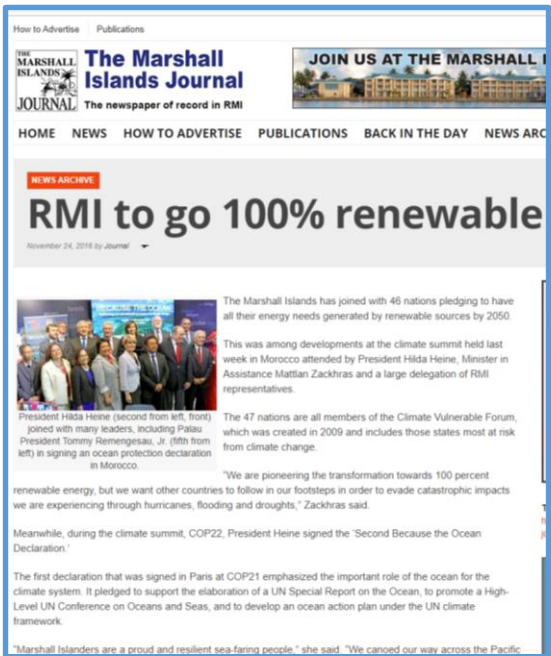 How to Advertise Publications
THE
MARSHALL
ISLANDS
JOURNAL
The Marshall
Islands Journal
The newspaper of record in RMI
JOIN US AT THE MARSHALL I
HOME NEWS HOW TO ADVERTISE PUBLICATIONS BACK IN THE DAY NEWS ARC
NEWS ARCHIVE
RMI to go 100% renewable
November 24, 2016 by Journal
The Marshall Islands has joined with 46 nations pledging to have
all their energy needs generated by renewable sources by 2050.
This was among developments at the climate summit held last
week in Morocco attended by President Hilda Heine, Minister in
Assistance Mattlan Zackhras and a large delegation of RMI
representatives.
President Hilda Heine (second from left, front)
joined with many leaders, including Palau
President Tommy Remengesau, Jr. (fifth from
left) in signing an ocean protection declaration
in Morocco.
The 47 nations are all members of the Climate Vulnerable Forum,
which was created in 2009 and includes those states most at risk
from climate change.
"We are pioneering the transformation towards 100 percent
renewable energy, but we want other countries to follow in our footsteps in order to evade catastrophic impacts
we are experiencing through hurricanes, flooding and droughts," Zackhras said.
Meanwhile, during the climate summit, COP22, President Heine signed the 'Second Because the Ocean
Declaration.'
The first declaration that was signed in Paris at COP21 emphasized the important role of the ocean for the
climate system. It pledged to support the elaboration of a UN Special Report on the Ocean, to promote a High-
Level UN Conference on Oceans and Seas, and to develop an ocean action plan under the UN climate
framework.
"Marshall Islanders are a proud and resilient sea-faring people," she said. "We canoed our way across the Pacific